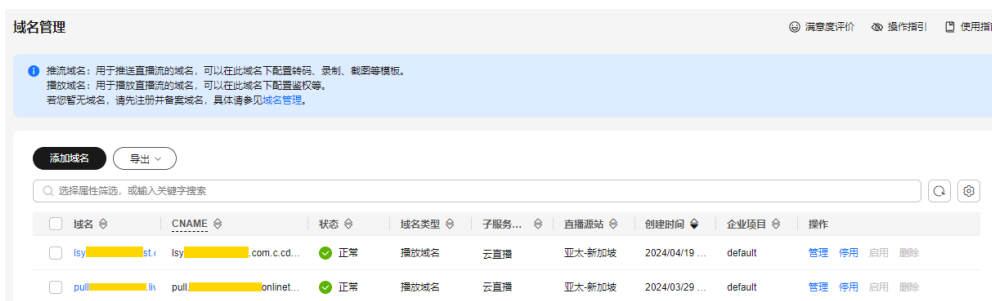 域名管理
满意度评价 操作指引 使用指
推流域名：用于推送直播流的域名，可以在此域名下配置转码、录制、截图等模板。
播放域名：用于播放直播流的域名，可以在此域名下配置鉴权等。
若您暂无域名，请先注册并备案域名，具体请参见域名管理。
添加域名 导出
选择属性筛选，或输入关键字搜索
域名 CNAME 状态 域名类型 子服务... 直播源站 创建时间 企业项目 操作
lsy st. lsy .com.c.cd... 正常 播放域名 云直播 亚太-新加坡 2024/04/19 ... default 管理 停用 启用 删除
pull .liv pull. onlinet... 正常 播放域名 云直播 亚太-新加坡 2024/03/29 ... default 管理 停用 启用 删除